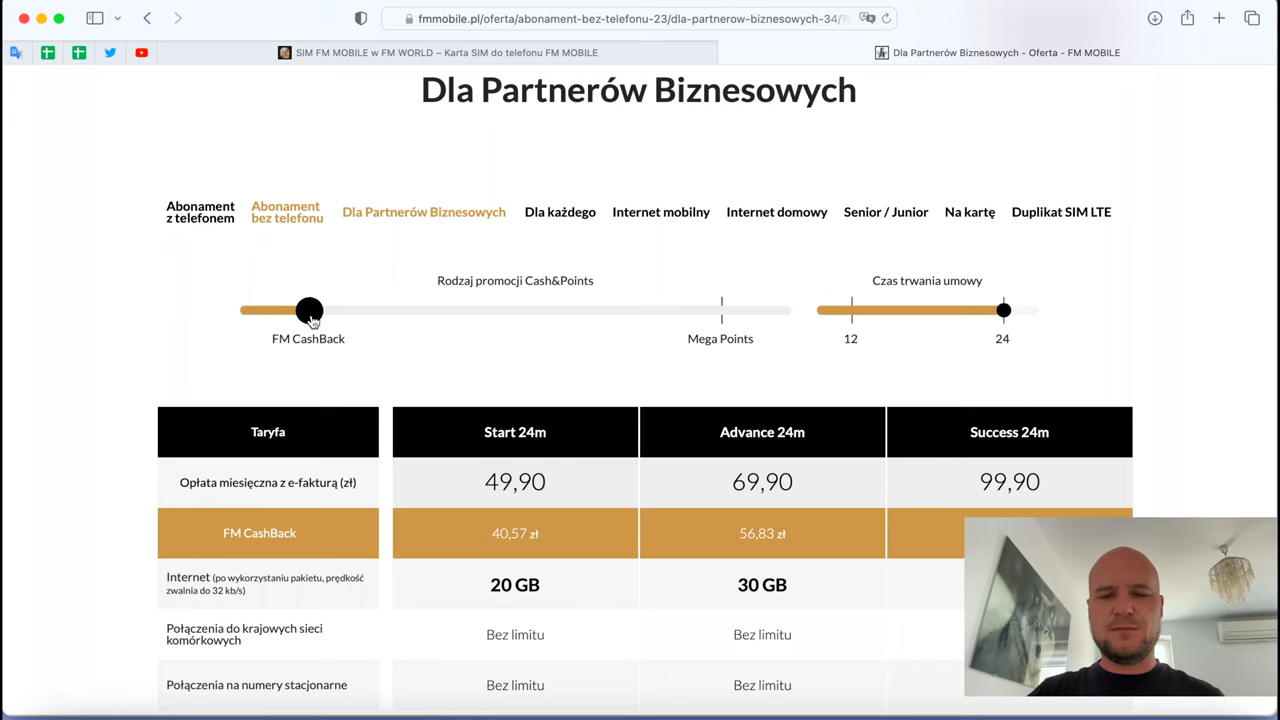 fmmobile.pl/oferta/abonament-bez-telefonu-23/dla-partnerow-biznesowych-34/?
SIM FM MOBILE w FM WORLD – Karta SIM do telefonu FM MOBILE
Dla Partnerów Biznesowych - Oferta - FM MOBILE
Dla Partnerów Biznesowych
Abonament
z telefonem
Abonament
bez telefonu
Dla Partnerów Biznesowych
Dla każdego
Internet mobilny
Internet domowy
Senior / Junior
Na kartę
Duplikat SIM LTE
Rodzaj promocji Cash&Points
FM CashBack
Mega Points
Czas trwania umowy
12
24
Taryfa
Start 24m
Advance 24m
Success 24m
Opłata miesięczna z e-fakturą (zł)
49,90
69,90
99,90
FM CashBack
40,57 zł
56,83 zł
Internet (po wykorzystaniu pakietu, prędkość
zwalnia do 32 kb/s)
20 GB
30 GB
Połączenia do krajowych sieci
komórkowych
Bez limitu
Bez limitu
Połączenia na numery stacjonarne
Bez limitu
Bez limitu